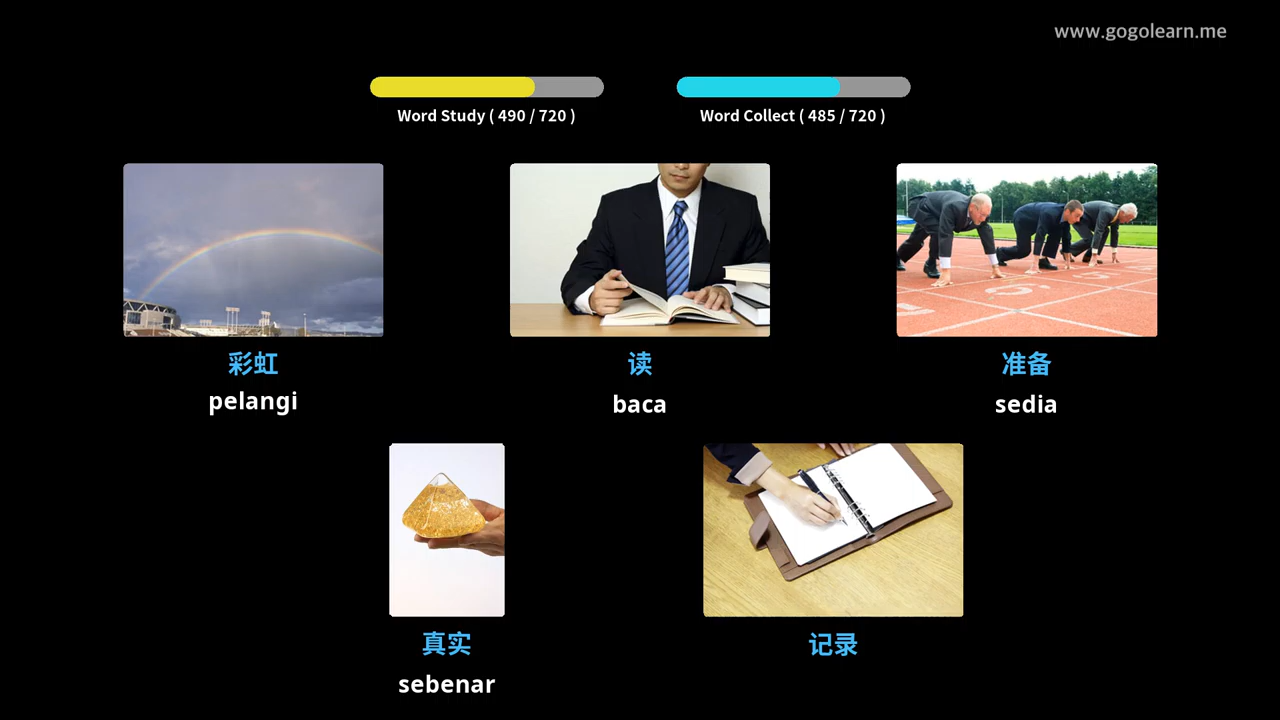 www.gogolearn.me
Word Study ( 490 / 720 )
Word Collect ( 485 / 720 )
彩虹
pelangi
读
baca
准备
sedia
真实
sebenar
记录